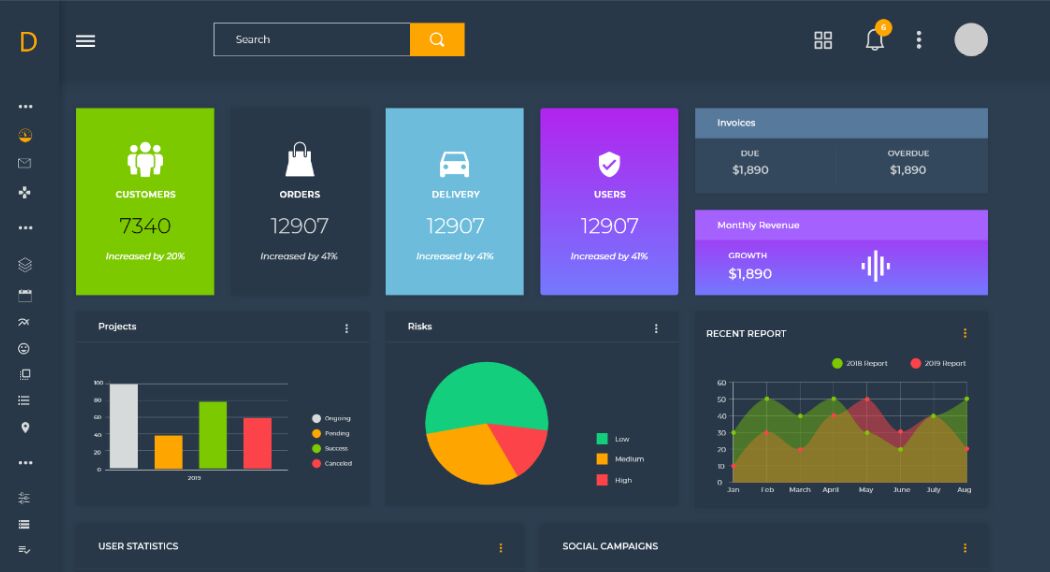 D
Search
6
CUSTOMERS
7340
Increased by 20%
ORDERS
12907
Increased by 41%
DELIVERY
12907
Increased by 41%
USERS
12907
Increased by 41%
Invoices
DUE
$1,890
OVERDUE
$1,890
Monthly Revenue
GROWTH
$1,890
Projects
100
80
60
40
20
0
2019
Ongoing
Pending
Success
Canceled
Risks
Low
Medium
High
RECENT REPORT
2018 Report
2019 Report
60
50
40
30
20
10
0
Jan Feb March April May June July Aug
USER STATISTICS
SOCIAL CAMPAIGNS